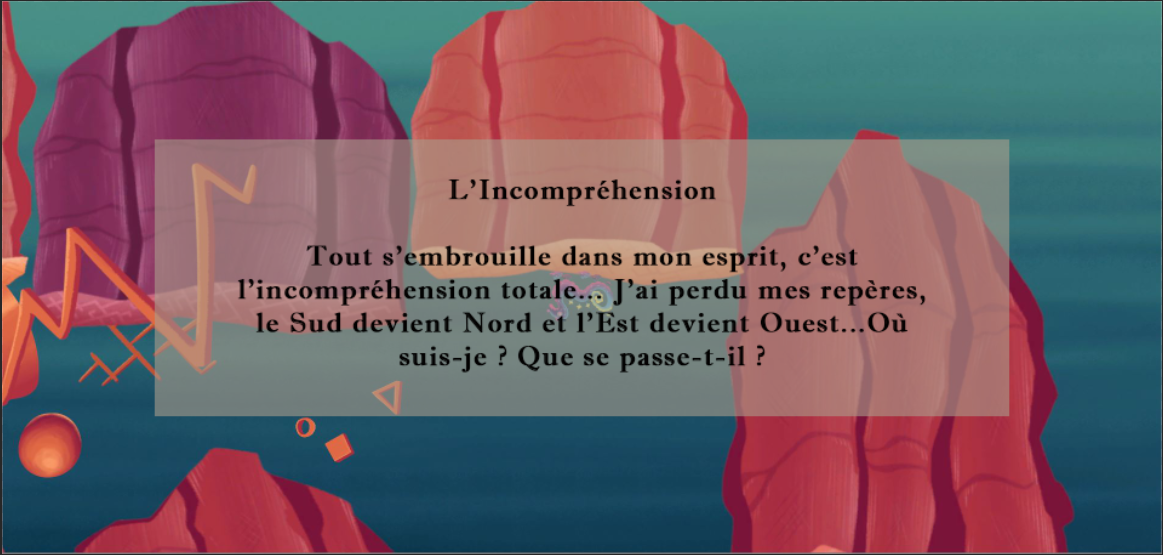 L’Incompréhension
Tout s’embrouille dans mon esprit, c’est
l’incompréhension totale... J’ai perdu mes repères,
le Sud devient Nord et l’Est devient Ouest...Où
suis-je ? Que se passe-t-il ?